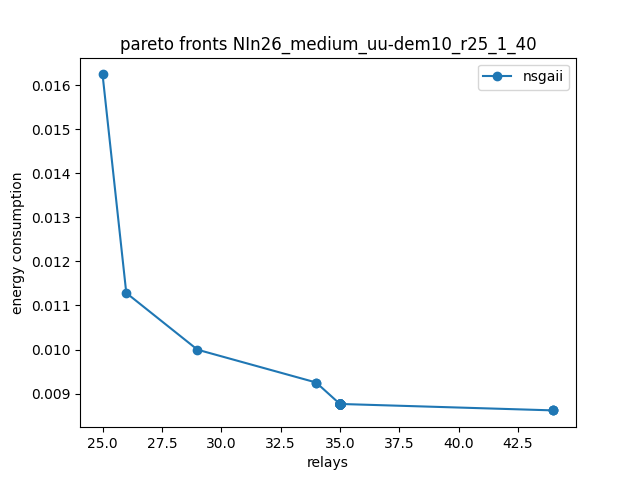 pareto fronts NIn26_medium_uu-dem10_r25_1_40
nsgaii
0.016
0.015
0.014
0.013
0.012
0.011
0.010
0.009
energy consumption
25.0 27.5 30.0 32.5 35.0 37.5 40.0 42.5
relays